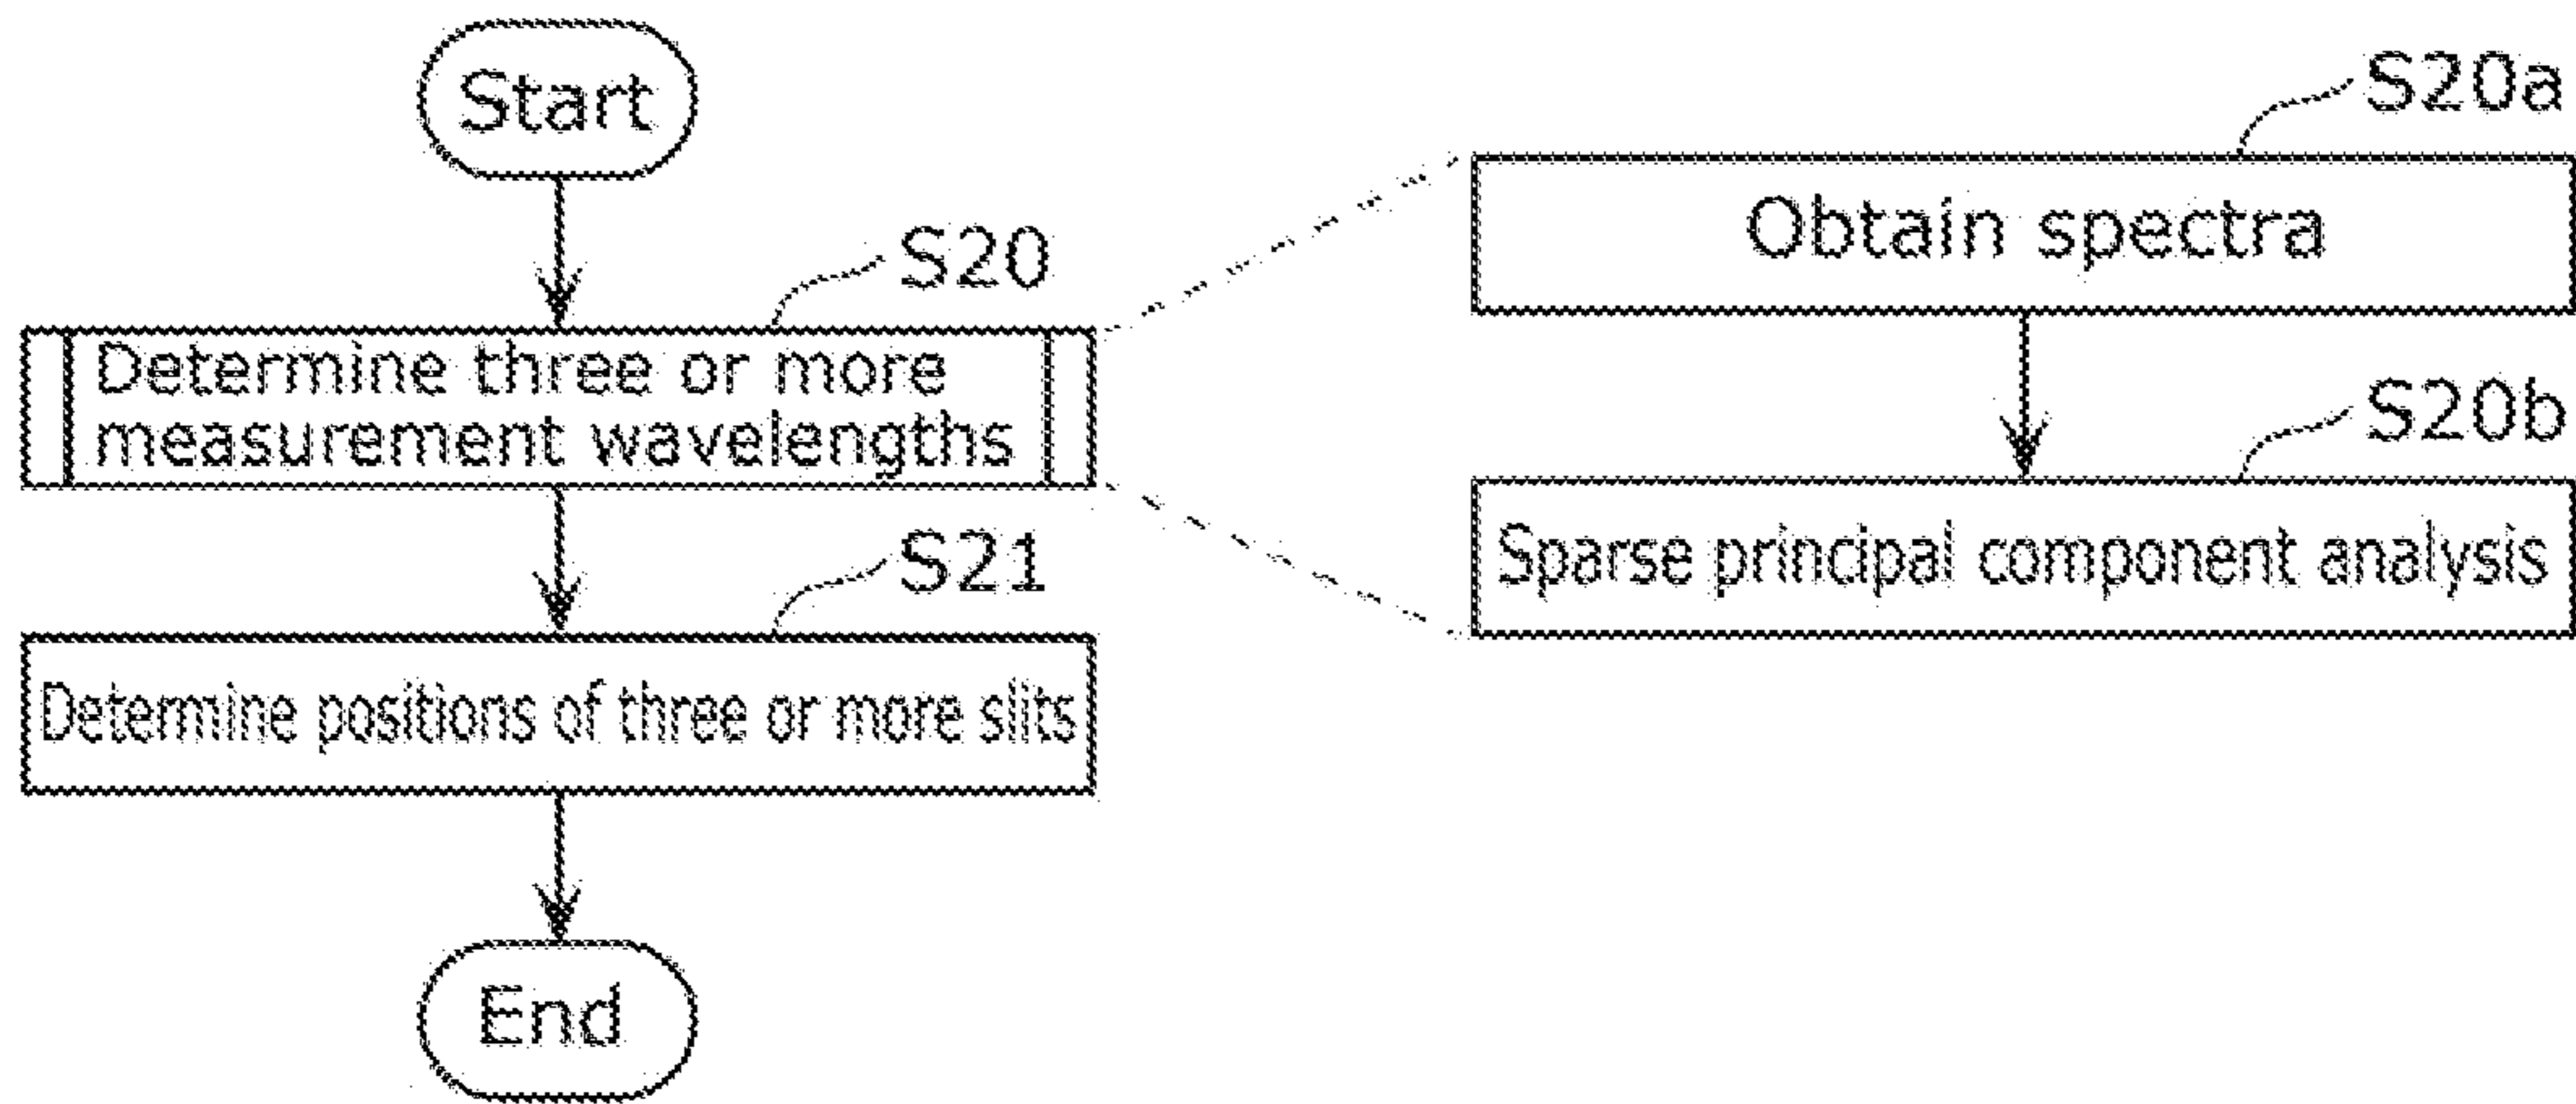 Start
S20
Determine three or more
measurement wavelengths
S21
Determine positions of three or more slits
End
S20a
Obtain spectra
S20b
Sparse principal component analysis